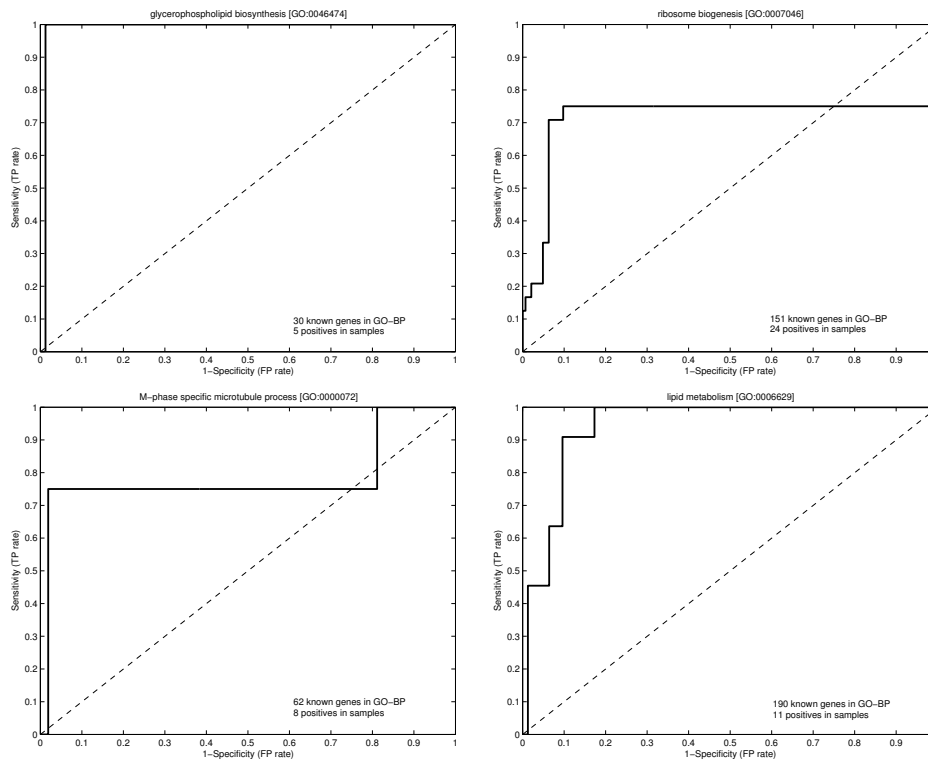 glycerophospholipid biosynthesis [GO:0046474]
1
0.9
0.8
0.7
0.6
0.5
0.4
0.3
0.2
0.1
0
Sensitivity (TP rate)
30 known genes in GO−BP
5 positives in samples
0 0.1 0.2 0.3 0.4 0.5 0.6 0.7 0.8 0.9 1
1−Specificity (FP rate)
ribosome biogenesis [GO:0007046]
1
0.9
0.8
0.7
0.6
0.5
0.4
0.3
0.2
0.1
0
Sensitivity (TP rate)
151 known genes in GO−BP
24 positives in samples
0 0.1 0.2 0.3 0.4 0.5 0.6 0.7 0.8 0.9
1−Specificity (FP rate)
M−phase specific microtubule process [GO:0000072]
1
0.9
0.8
0.7
0.6
0.5
0.4
0.3
0.2
0.1
0
Sensitivity (TP rate)
62 known genes in GO−BP
8 positives in samples
0 0.1 0.2 0.3 0.4 0.5 0.6 0.7 0.8 0.9 1
1−Specificity (FP rate)
lipid metabolism [GO:0006629]
1
0.9
0.8
0.7
0.6
0.5
0.4
0.3
0.2
0.1
0
Sensitivity (TP rate)
190 known genes in GO−BP
11 positives in samples
0 0.1 0.2 0.3 0.4 0.5 0.6 0.7 0.8 0.9
1−Specificity (FP rate)